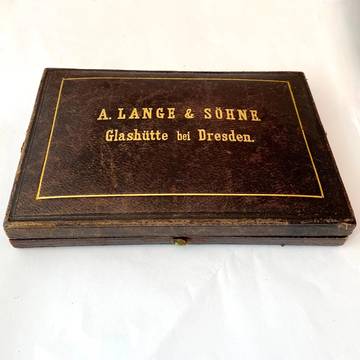 A. LANGE & SÖHNE
Glashütte bei Dresden.